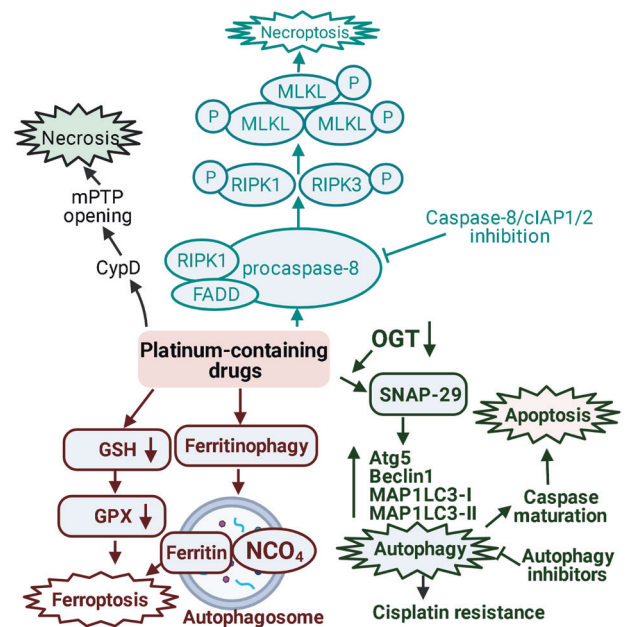 Necroptosis
MLKL
P
P
MLKL
MLKL
P
Necrosis
P
RIPK1
RIPK3
P
mPTP
opening
Caspase-8/cIAP1/2
inhibition
RIPK1
procaspase-8
CypD
FADD
Platinum-containing
drugs
OGT
SNAP-29
Apoptosis
GSH
Ferritinophagy
Atg5
Beclin1
MAP1LC3-I
MAP1LC3-II
Caspase
maturation
GPX
Ferritin
NCO4
Autophagy
Autophagy
inhibitors
Ferroptosis
Autophagosome
Cisplatin resistance